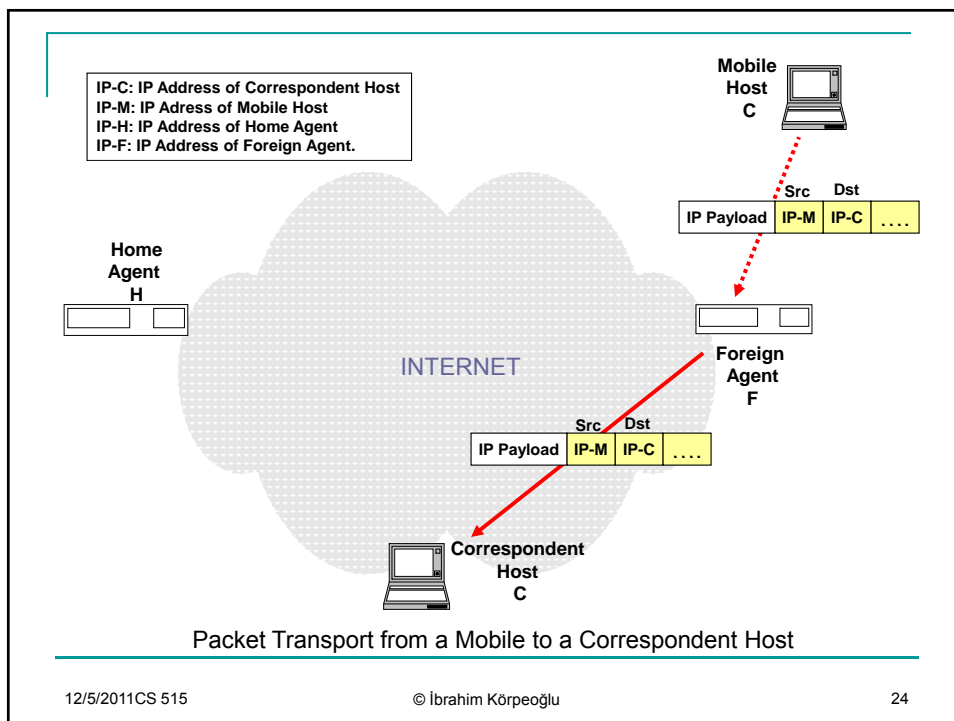 IP-C: IP Address of Correspondent Host
IP-M: IP Adress of Mobile Host
IP-H: IP Address of Home Agent
IP-F: IP Address of Foreign Agent.
Mobile
Host
C
Src Dst
IP Payload IP-M IP-C ....
Home
Agent
H
INTERNET
Foreign
Agent
F
Src Dst
IP Payload IP-M IP-C ....
Correspondent
Host
C
Packet Transport from a Mobile to a Correspondent Host
12/5/2011CS 515 © İbrahim Körpeoğlu 24